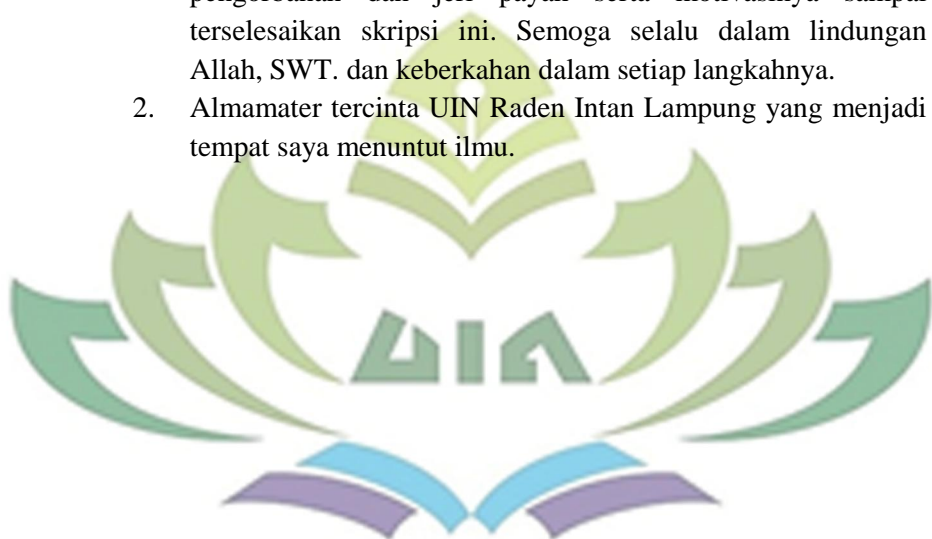 terselesaikan skripsi ini. Semoga selalu dalam lindungan
Allah, SWT. dan keberkahan dalam setiap langkahnya.
2. Almamater tercinta UIN Raden Intan Lampung yang menjadi
tempat saya menuntut ilmu.
UIN